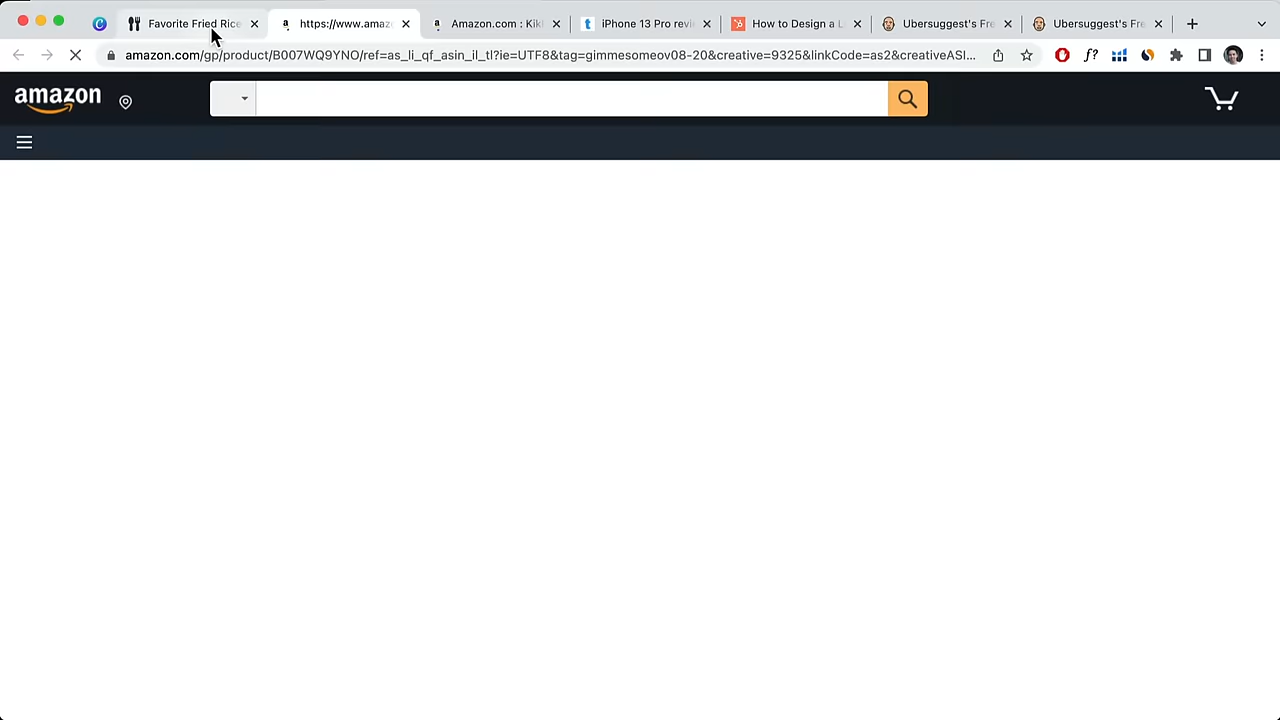 Favorite Fried Rice
https://www.amaz
Amazon.com : Kik
iPhone 13 Pro revi
How to Design a L
Ubersuggest's Fre
Ubersuggest's Fre
amazon.com/gp/product/B007WQ9YNO/ref=as_li_qf_asin_il_tl?ie=UTF8&tag=gimmesomeov08-20&creative=9325&linkCode=as2&creativeASI...
f?
amazon